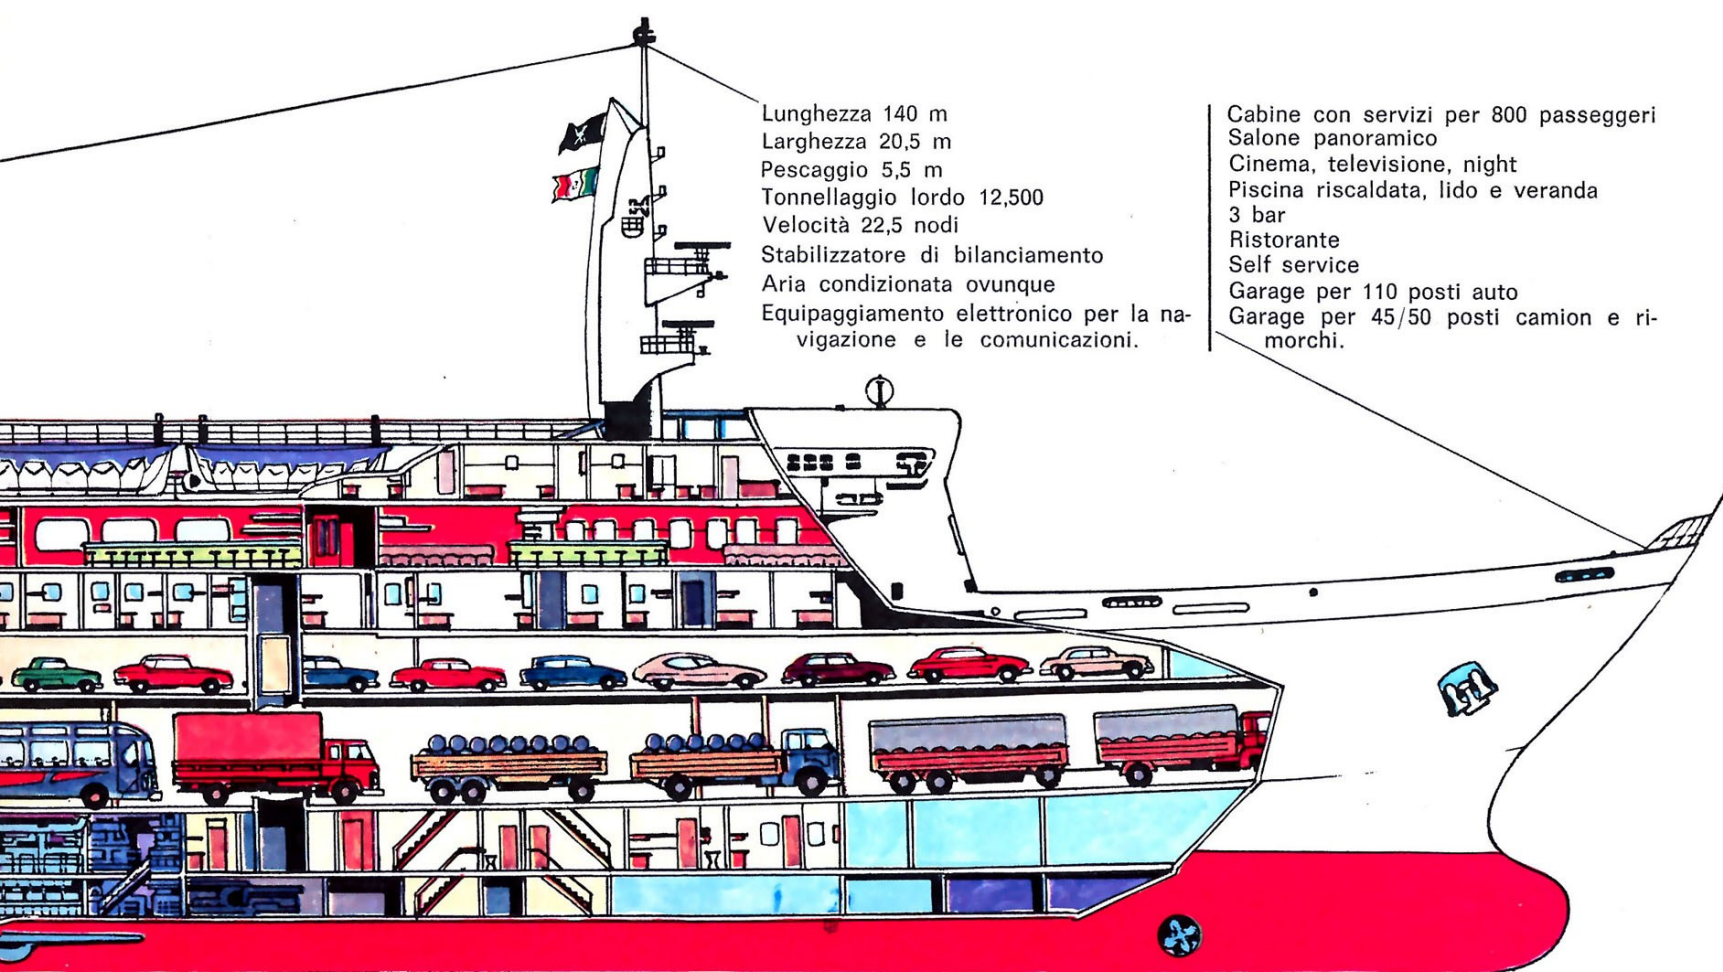 Lunghezza 140 m
Larghezza 20,5 m
Pescaggio 5,5 m
Tonnellaggio lordo 12,500
Velocità 22,5 nodi
Stabilizzatore di bilanciamento
Aria condizionata ovunque
Equipaggiamento elettronico per la na-
vigazione e le comunicazioni.
Cabine con servizi per 800 passeggeri
Salone panoramico
Cinema, televisione, night
Piscina riscaldata, lido e veranda
3 bar
Ristorante
Self service
Garage per 110 posti auto
Garage per 45/50 posti camion e ri-
morchi.